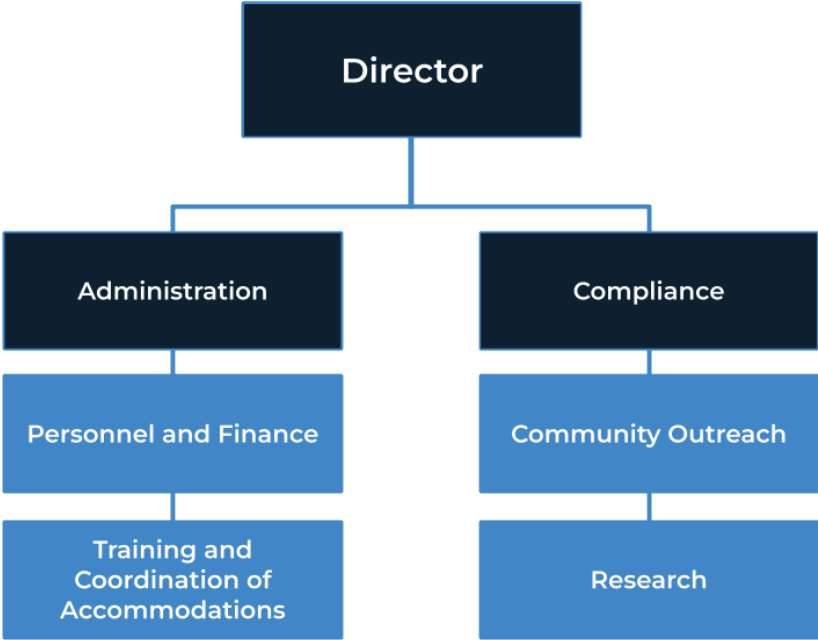 Director
Administration
Compliance
Personnel and Finance
Community Outreach
Training and
Coordination of
Accommodations
Research